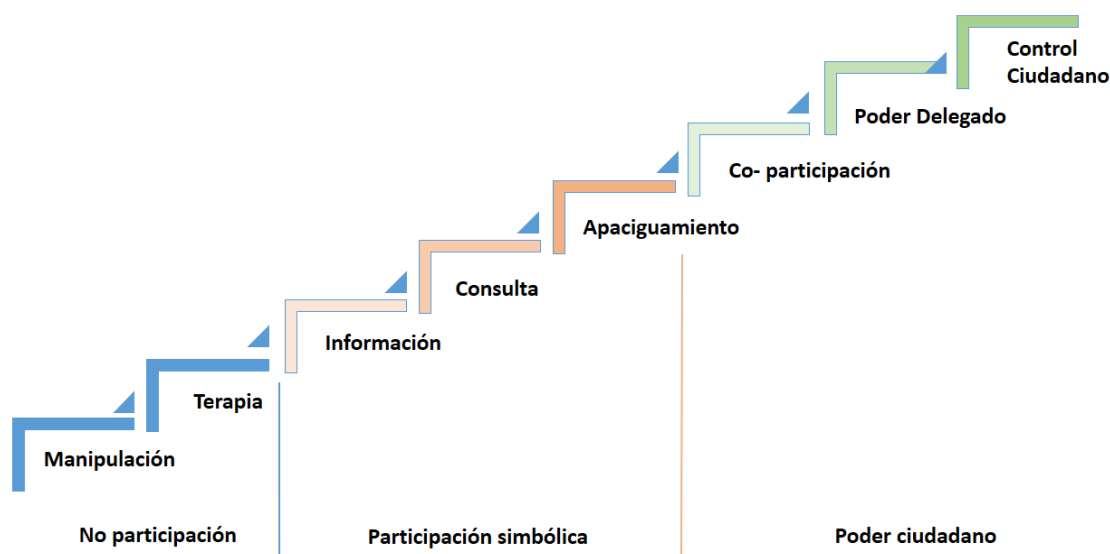 Control
Ciudadano
Poder Delegado
Co- participación
Apaciguamiento
Consulta
Información
Terapia
Manipulación
No participación
Participación simbólica
Poder ciudadano